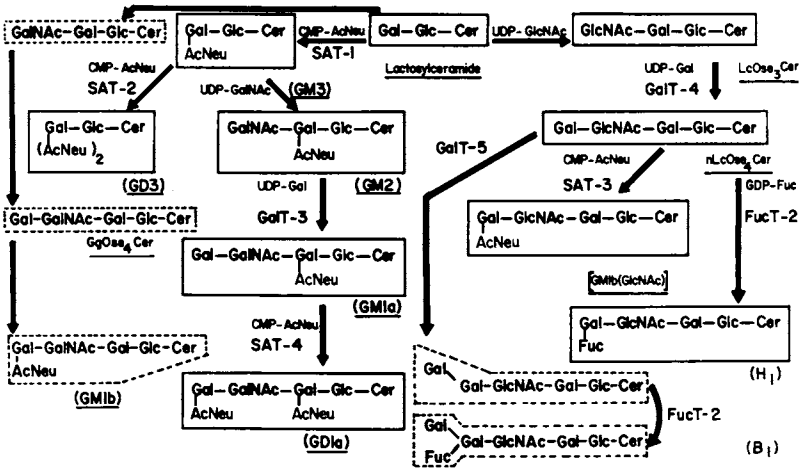 GalNAc-Gal-Glc-Cer
Gal-Glc-Cer
AcNeu
CMP-AcNeu
SAT-1
Gal-Glc-Cer
UDP-GlcNAc
GlcNAc-Gal-Glc-Cer
Lactosylceramide
CMP-AcNeu
SAT-2
UDP-GalNAc
(GM3)
UDP-Gal
GalT-4
LcOse3Cer
Gal-Glc-Cer
(AcNeu)2
(GD3)
GalNAc-Gal-Glc-Cer
AcNeu
(GM2)
GalT-5
Gal-GlcNAc-Gal-Glc-Cer
CMP-AcNeu
SAT-3
nLcOse4Cer
GDP-Fuc
FucT-2
UDP-Gal
GalT-3
Gal-GalNAc-Gal-Glc-Cer
GgOse4Cer
Gal-GlcNAc-Gal-Glc-Cer
AcNeu
[GM1b(GlcNAc)]
Gal-GalNAc-Gal-Glc-Cer
AcNeu
(GM1a)
CMP-AcNeu
SAT-4
Gal-GalNAc-Gal-Glc-Cer
AcNeu
(GM1b)
Gal-GlcNAc-Gal-Glc-Cer
Fuc
(H1)
Gal
Gal-GlcNAc-Gal-Glc-Cer
FucT-2
Gal-GalNAc-Gal-Glc-Cer
AcNeu AcNeu
(GD1a)
Gal
Gal-GlcNAc-Gal-Glc-Cer
Fuc
(B1)